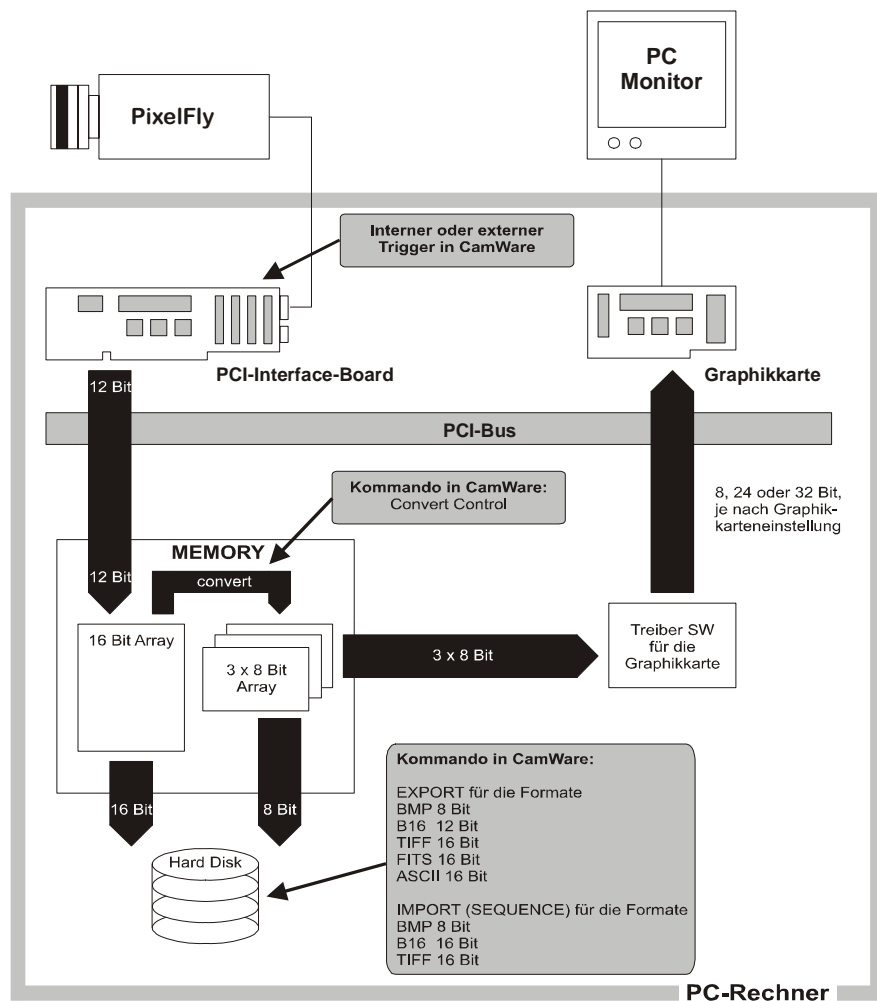 PixelFly
PC
Monitor
Interner oder externer
Trigger in CamWare
PCI-Interface-Board
Graphikkarte
12 Bit
PCI-Bus
Kommando in CamWare:
Convert Control
8, 24 oder 32 Bit,
je nach Graphik-
karteneinstellung
MEMORY
12 Bit
convert
16 Bit Array
3 x 8 Bit
Array
3 x 8 Bit
Treiber SW
für die
Graphikkarte
16 Bit
8 Bit
Hard Disk
Kommando in CamWare:
EXPORT für die Formate
BMP 8 Bit
B16 12 Bit
TIFF 16 Bit
FITS 16 Bit
ASCII 16 Bit
IMPORT (SEQUENCE) für die Formate
BMP 8 Bit
B16 16 Bit
TIFF 16 Bit
PC-Rechner